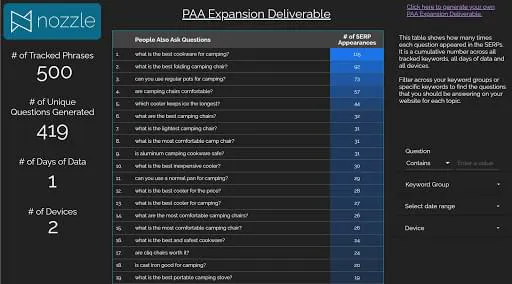 nozzle
PAA Expansion Deliverable
Click here to generate your own
PAA Expansion Deliverable.
# of Tracked Phrases
500
# of Unique
Questions Generated
419
# of Days of Data
1
# of Devices
2
People Also Ask Questions # of SERP Appearances
1. what is the best cookware for camping? 115
2. what is the best folding camping chair? 92
3. can you use regular pots for camping? 73
4. are camping chairs comfortable? 57
5. which cooler keeps ice the longest? 44
6. what are the best camping chairs? 32
7. what is the lightest camping chair? 31
8. what is the most comfortable camp chair? 31
9. is aluminum camping cookware safe? 31
10. what is the best inexpensive cooler? 30
11. can you use a normal pan for camping? 29
12. what is the best cooler for the price? 28
13. what is the best cooler for camping? 27
14. what are the most comfortable camping chairs? 26
15. what is the most comfortable camping chair? 26
16. what is the best and safest cookware? 24
17. are cliq chairs worth it? 24
18. is cast iron good for camping? 20
19. what is the best portable camping stove? 19
This table shows how many times
each question appeared in the SERPs.
It is a cumulative number across all
tracked keywords, all days of data and
all devices.
Filter across your keyword groups or
specific keywords to find the questions
that you should be answering on your
website for each topic.
Question
Contains Enter a value
Keyword Group
Select date range
Device